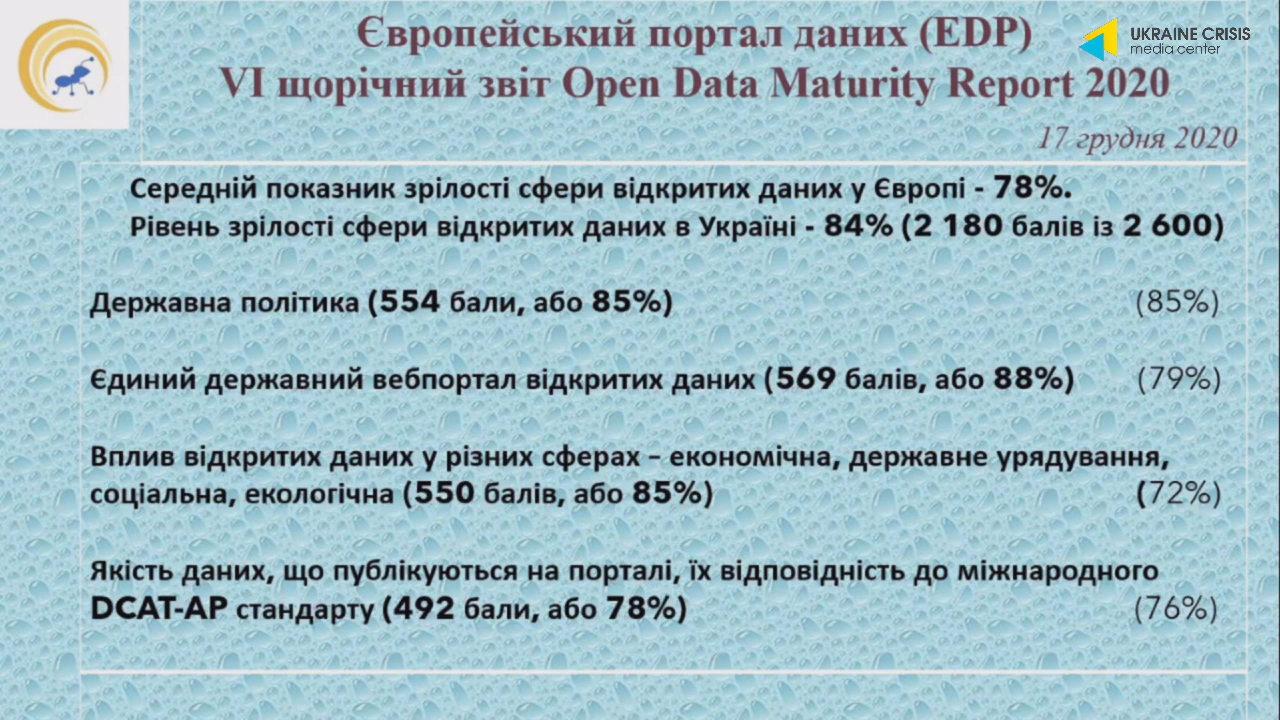 Європейський портал даних (EDP)
UKRAINE CRISIS
media center
VI щорічний звіт Open Data Maturity Report 2020
17 грудня 2020
Середній показник зрілості сфери відкритих даних у Європі - 78%.
Рівень зрілості сфери відкритих даних в Україні - 84% (2 180 балів із 2 600)
Державна політика (554 бали, або 85%) (85%)
Єдиний державний вебпортал відкритих даних (569 балів, або 88%) (79%)
Вплив відкритих даних у різних сферах – економічна, державне урядування,
соціальна, екологічна (550 балів, або 85%) (72%)
Якість даних, що публікуються на порталі, їх відповідність до міжнародного
DCAT-AP стандарту (492 бали, або 78%) (76%)